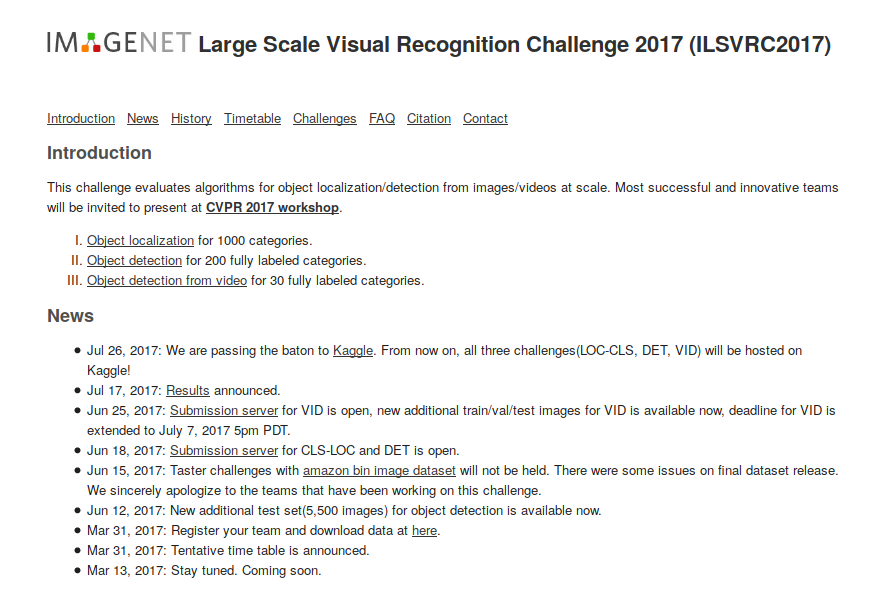 IMAGENET Large Scale Visual Recognition Challenge 2017 (ILSVRC2017)
Introduction News History Timetable Challenges FAQ Citation Contact
Introduction
This challenge evaluates algorithms for object localization/detection from images/videos at scale. Most successful and innovative teams
will be invited to present at CVPR 2017 workshop.
I. Object localization for 1000 categories.
II. Object detection for 200 fully labeled categories.
III. Object detection from video for 30 fully labeled categories.
News
• Jul 26, 2017: We are passing the baton to Kaggle. From now on, all three challenges(LOC-CLS, DET, VID) will be hosted on
Kaggle!
• Jul 17, 2017: Results announced.
• Jun 25, 2017: Submission server for VID is open, new additional train/val/test images for VID is available now, deadline for VID is
extended to July 7, 2017 5pm PDT.
• Jun 18, 2017: Submission server for CLS-LOC and DET is open.
• Jun 15, 2017: Taster challenges with amazon bin image dataset will not be held. There were some issues on final dataset release.
We sincerely apologize to the teams that have been working on this challenge.
• Jun 12, 2017: New additional test set(5,500 images) for object detection is available now.
• Mar 31, 2017: Register your team and download data at here.
• Mar 31, 2017: Tentative time table is announced.
• Mar 13, 2017: Stay tuned. Coming soon.